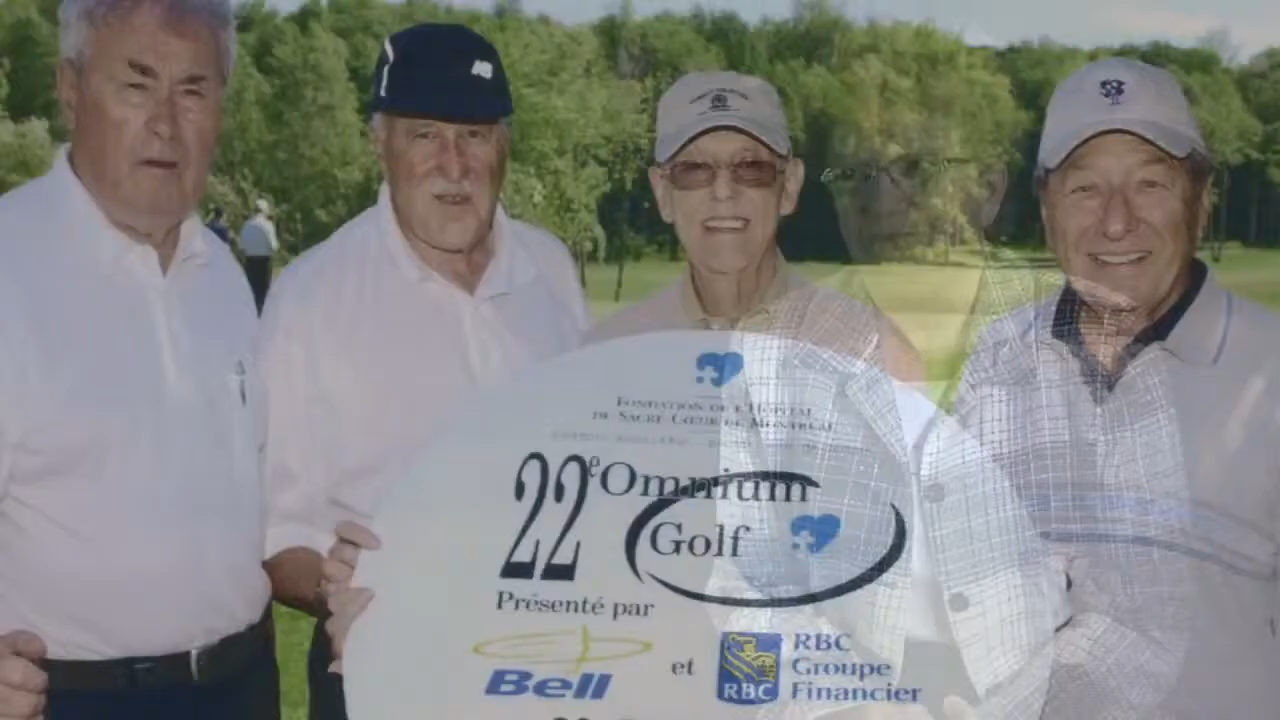 FONDATION DE L'HÔPITAL
DU SACRÉ-CŒUR DE MONTRÉAL
22e Omnium
Golf
Présenté par
Bell et RBC
RBC
Groupe
Financier